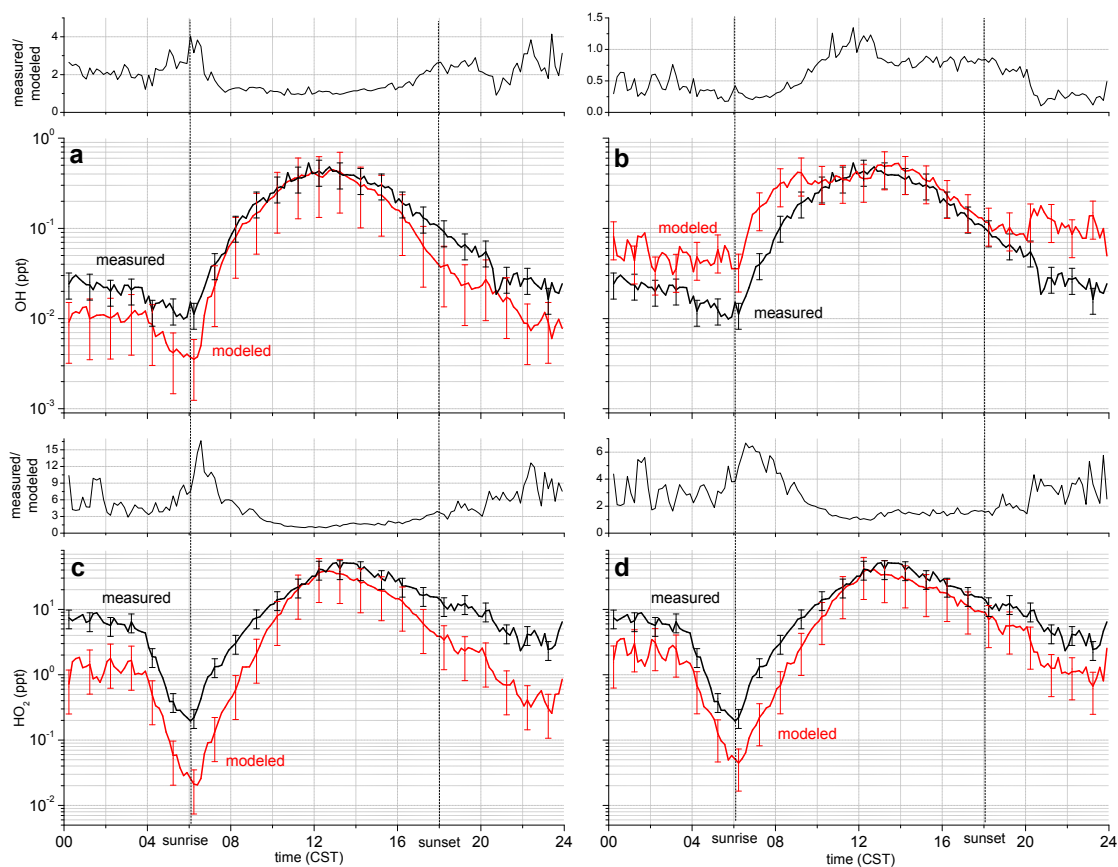 measured/
modeled
4
2
0
1.5
1.0
0.5
0.0
OH (ppt)
10⁰
10⁻¹
10⁻²
10⁻³
a
measured
modeled
b
modeled
measured
measured/
modeled
15
12
9
6
3
0
6
4
2
0
HO₂ (ppt)
10¹
10⁰
10⁻¹
10⁻²
c
measured
modeled
d
measured
modeled
00 04 sunrise 08 12 16 sunset 20 24
time (CST)
00 04 sunrise 08 12 16 sunset 20 24
time (CST)